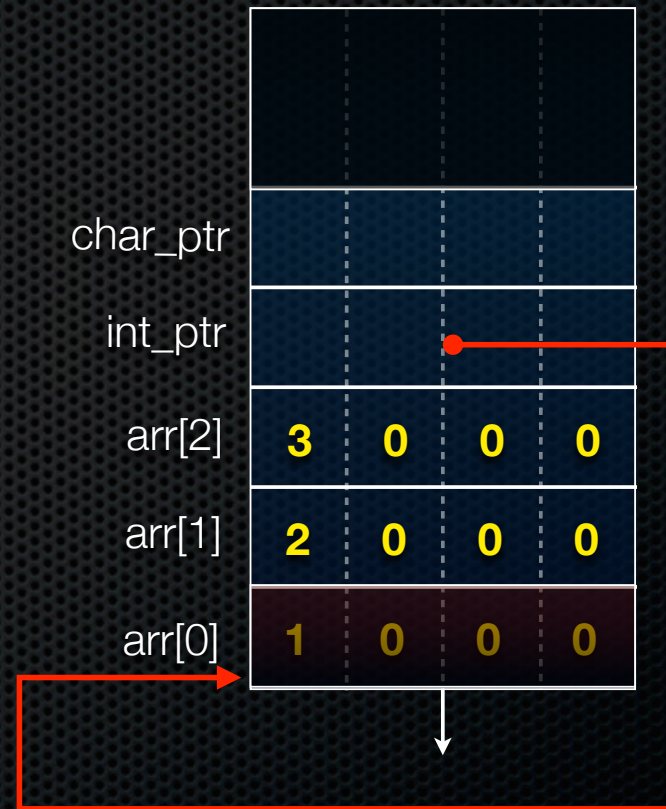 char_ptr
int_ptr
arr[2] 3 0 0 0
arr[1] 2 0 0 0
arr[0] 1 0 0 0